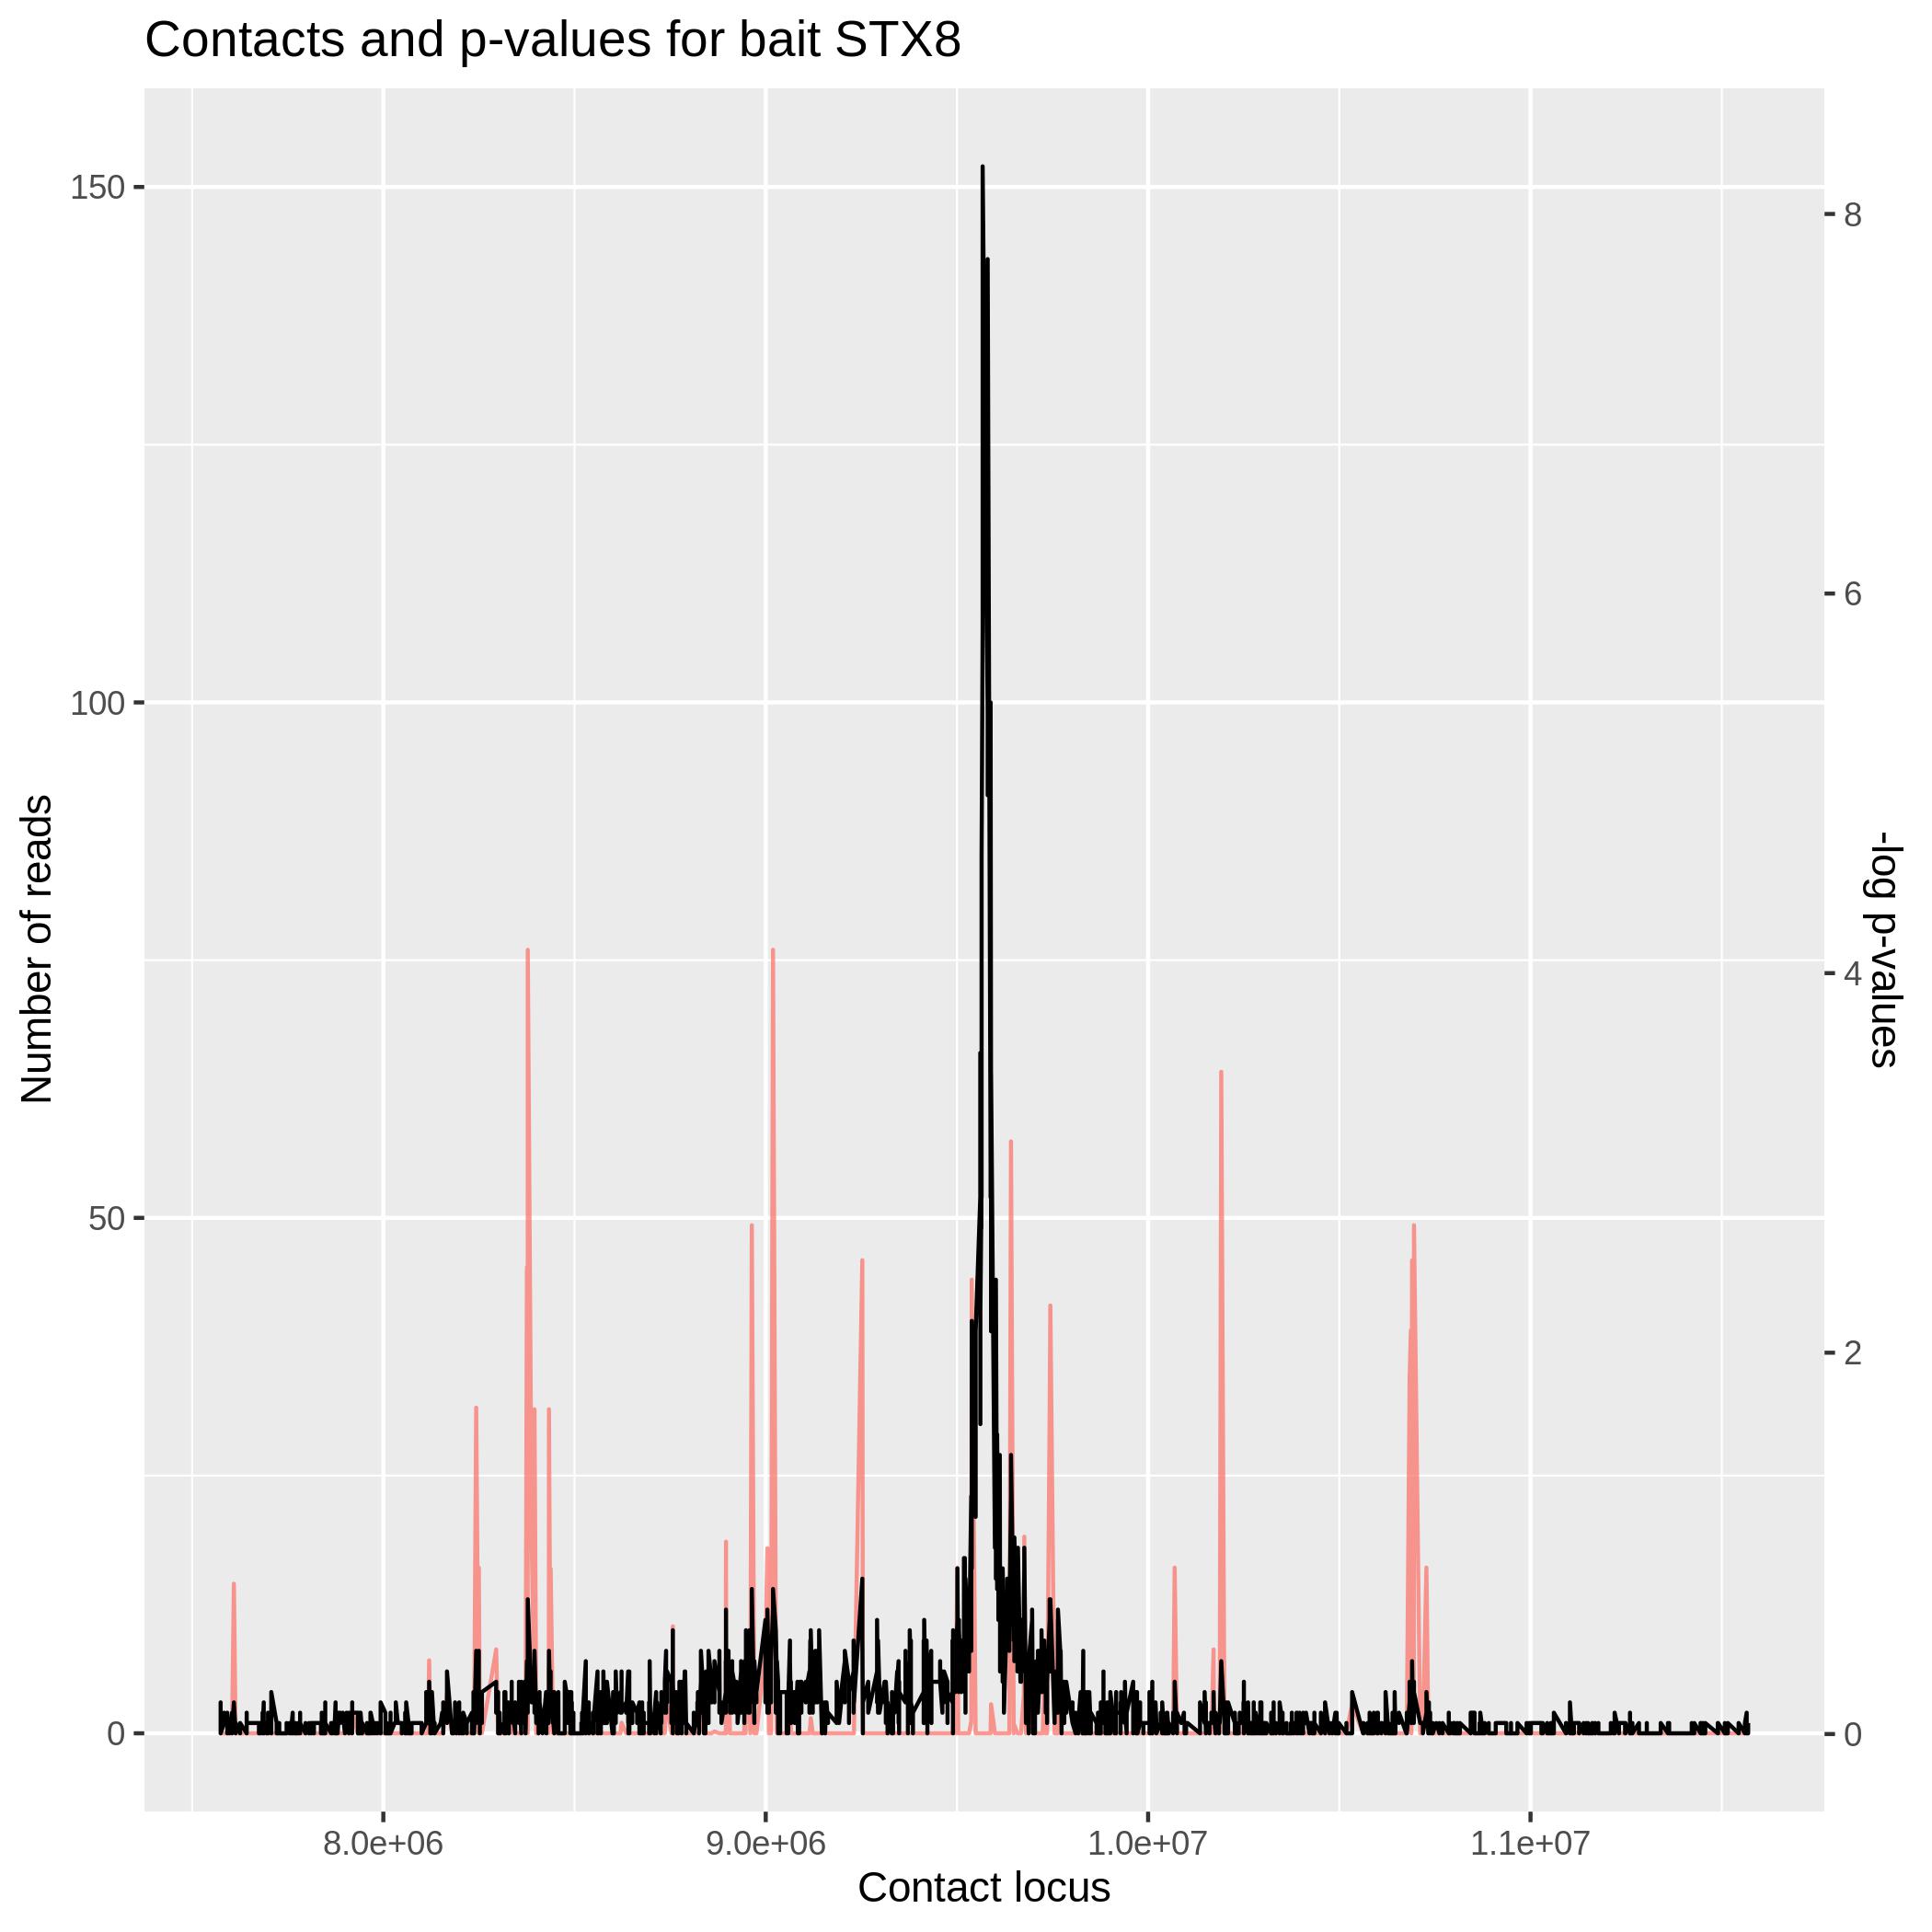 Contacts and p-values for bait STX8
150
100
50
0
Number of reads
8
6
4
2
0
-log p-values
8.0e+06
9.0e+06
1.0e+07
1.1e+07
Contact locus